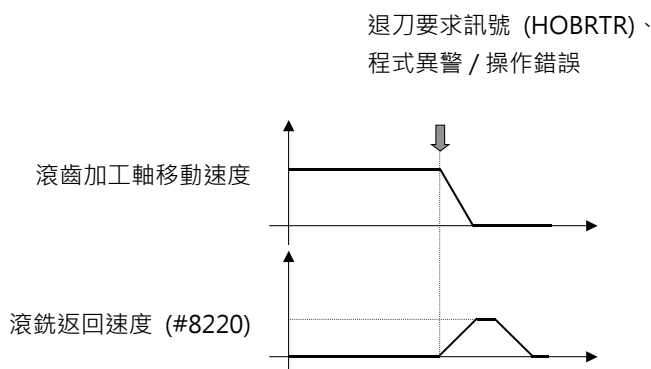 退刀要求訊號 (HOBRTR)、
程式異警 / 操作錯誤
滾齒加工軸移動速度
滾銑返回速度 (#8220)